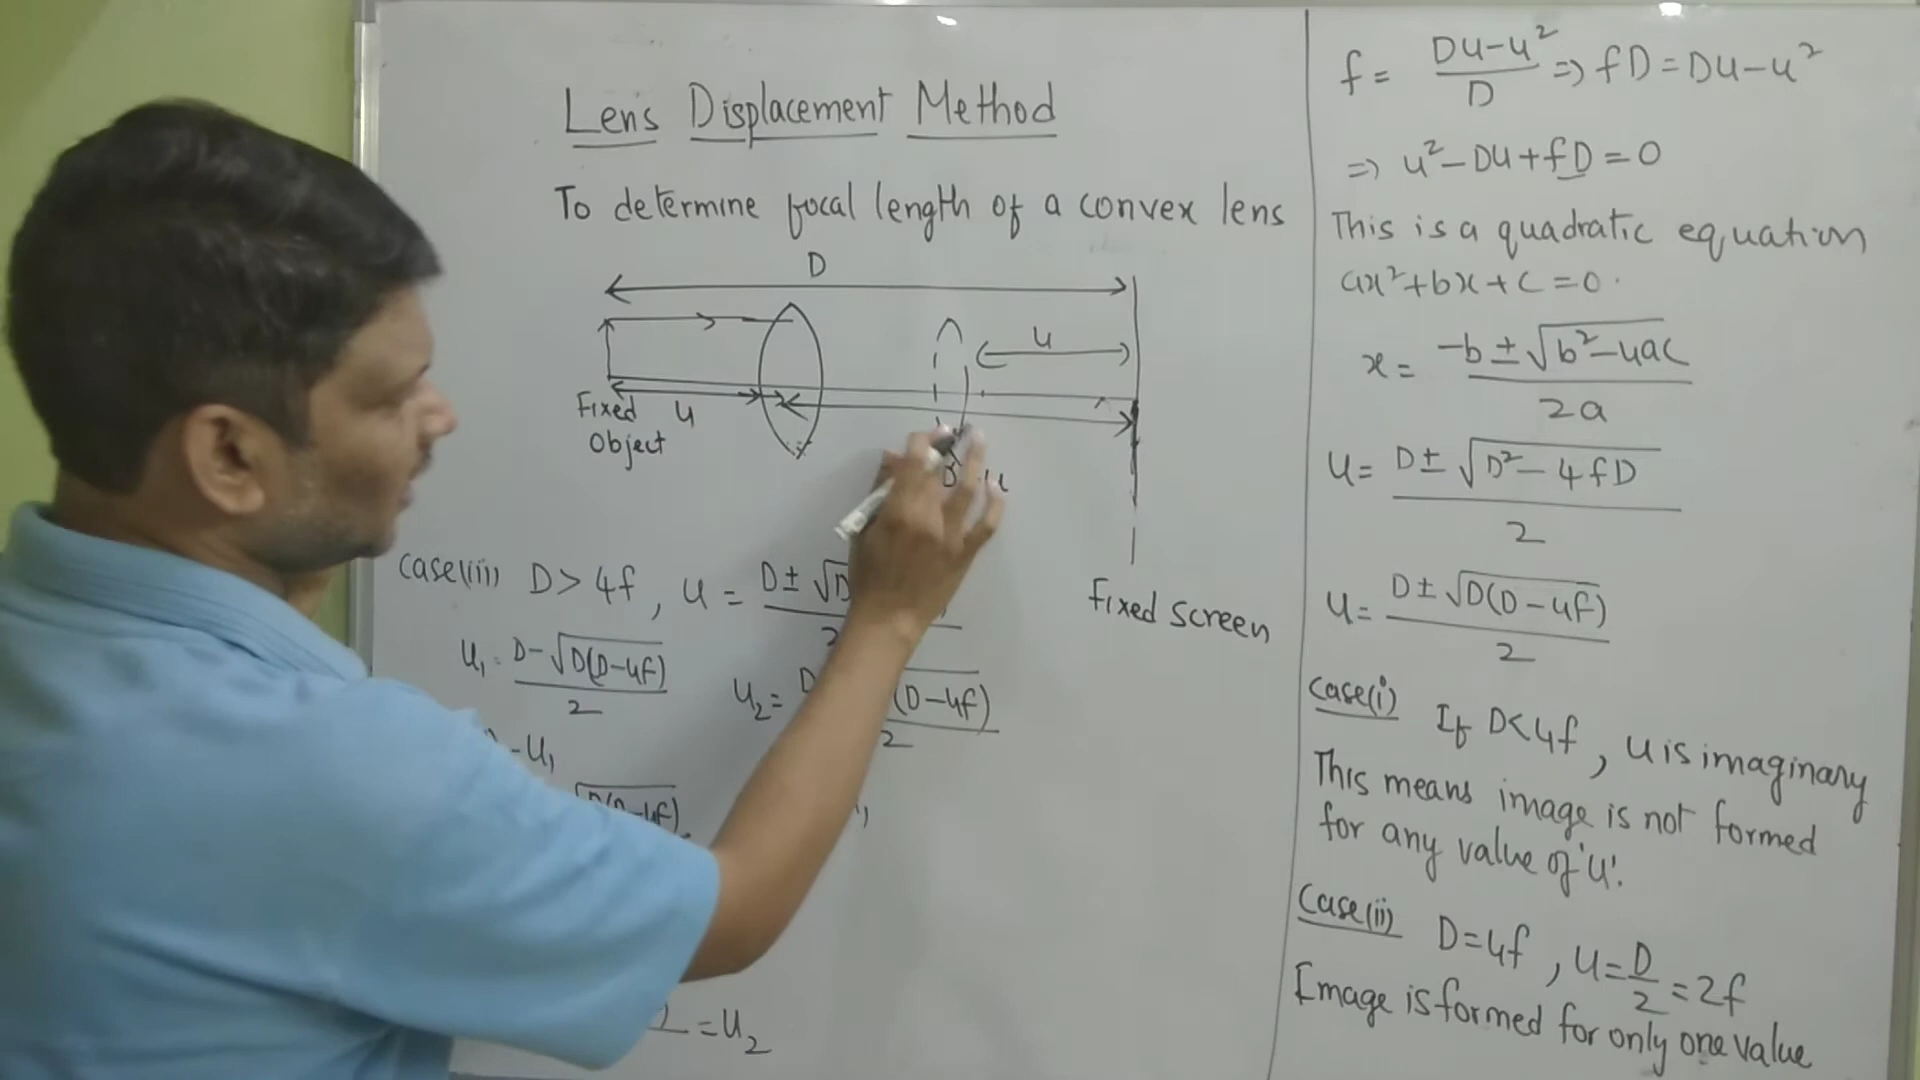 Lens Displacement Method
To determine focal length of a convex lens
D
u
Fixed u
Object
D-u
Fixed Screen
case(iii) D > 4f, u = D ± √D
2
u₁ = D-√D(D-4f) / 2
u₂ = D (D-4f) / 2
- u₁
√D(D-4f)
= u₂
f = Du-u² / D ⇒ fD = Du-u²
⇒ u² - Du + fD = 0
This is a quadratic equation
ax² + bx + c = 0.
x = -b ± √b²-4ac / 2a
u = D ± √D² - 4fD / 2
u = D ± √D(D-4f) / 2
Case(i) If D<4f, u is imaginary
This means image is not formed
for any value of 'u'.
Case(ii) D=4f, u = D/2 = 2f
Image is formed for only one value